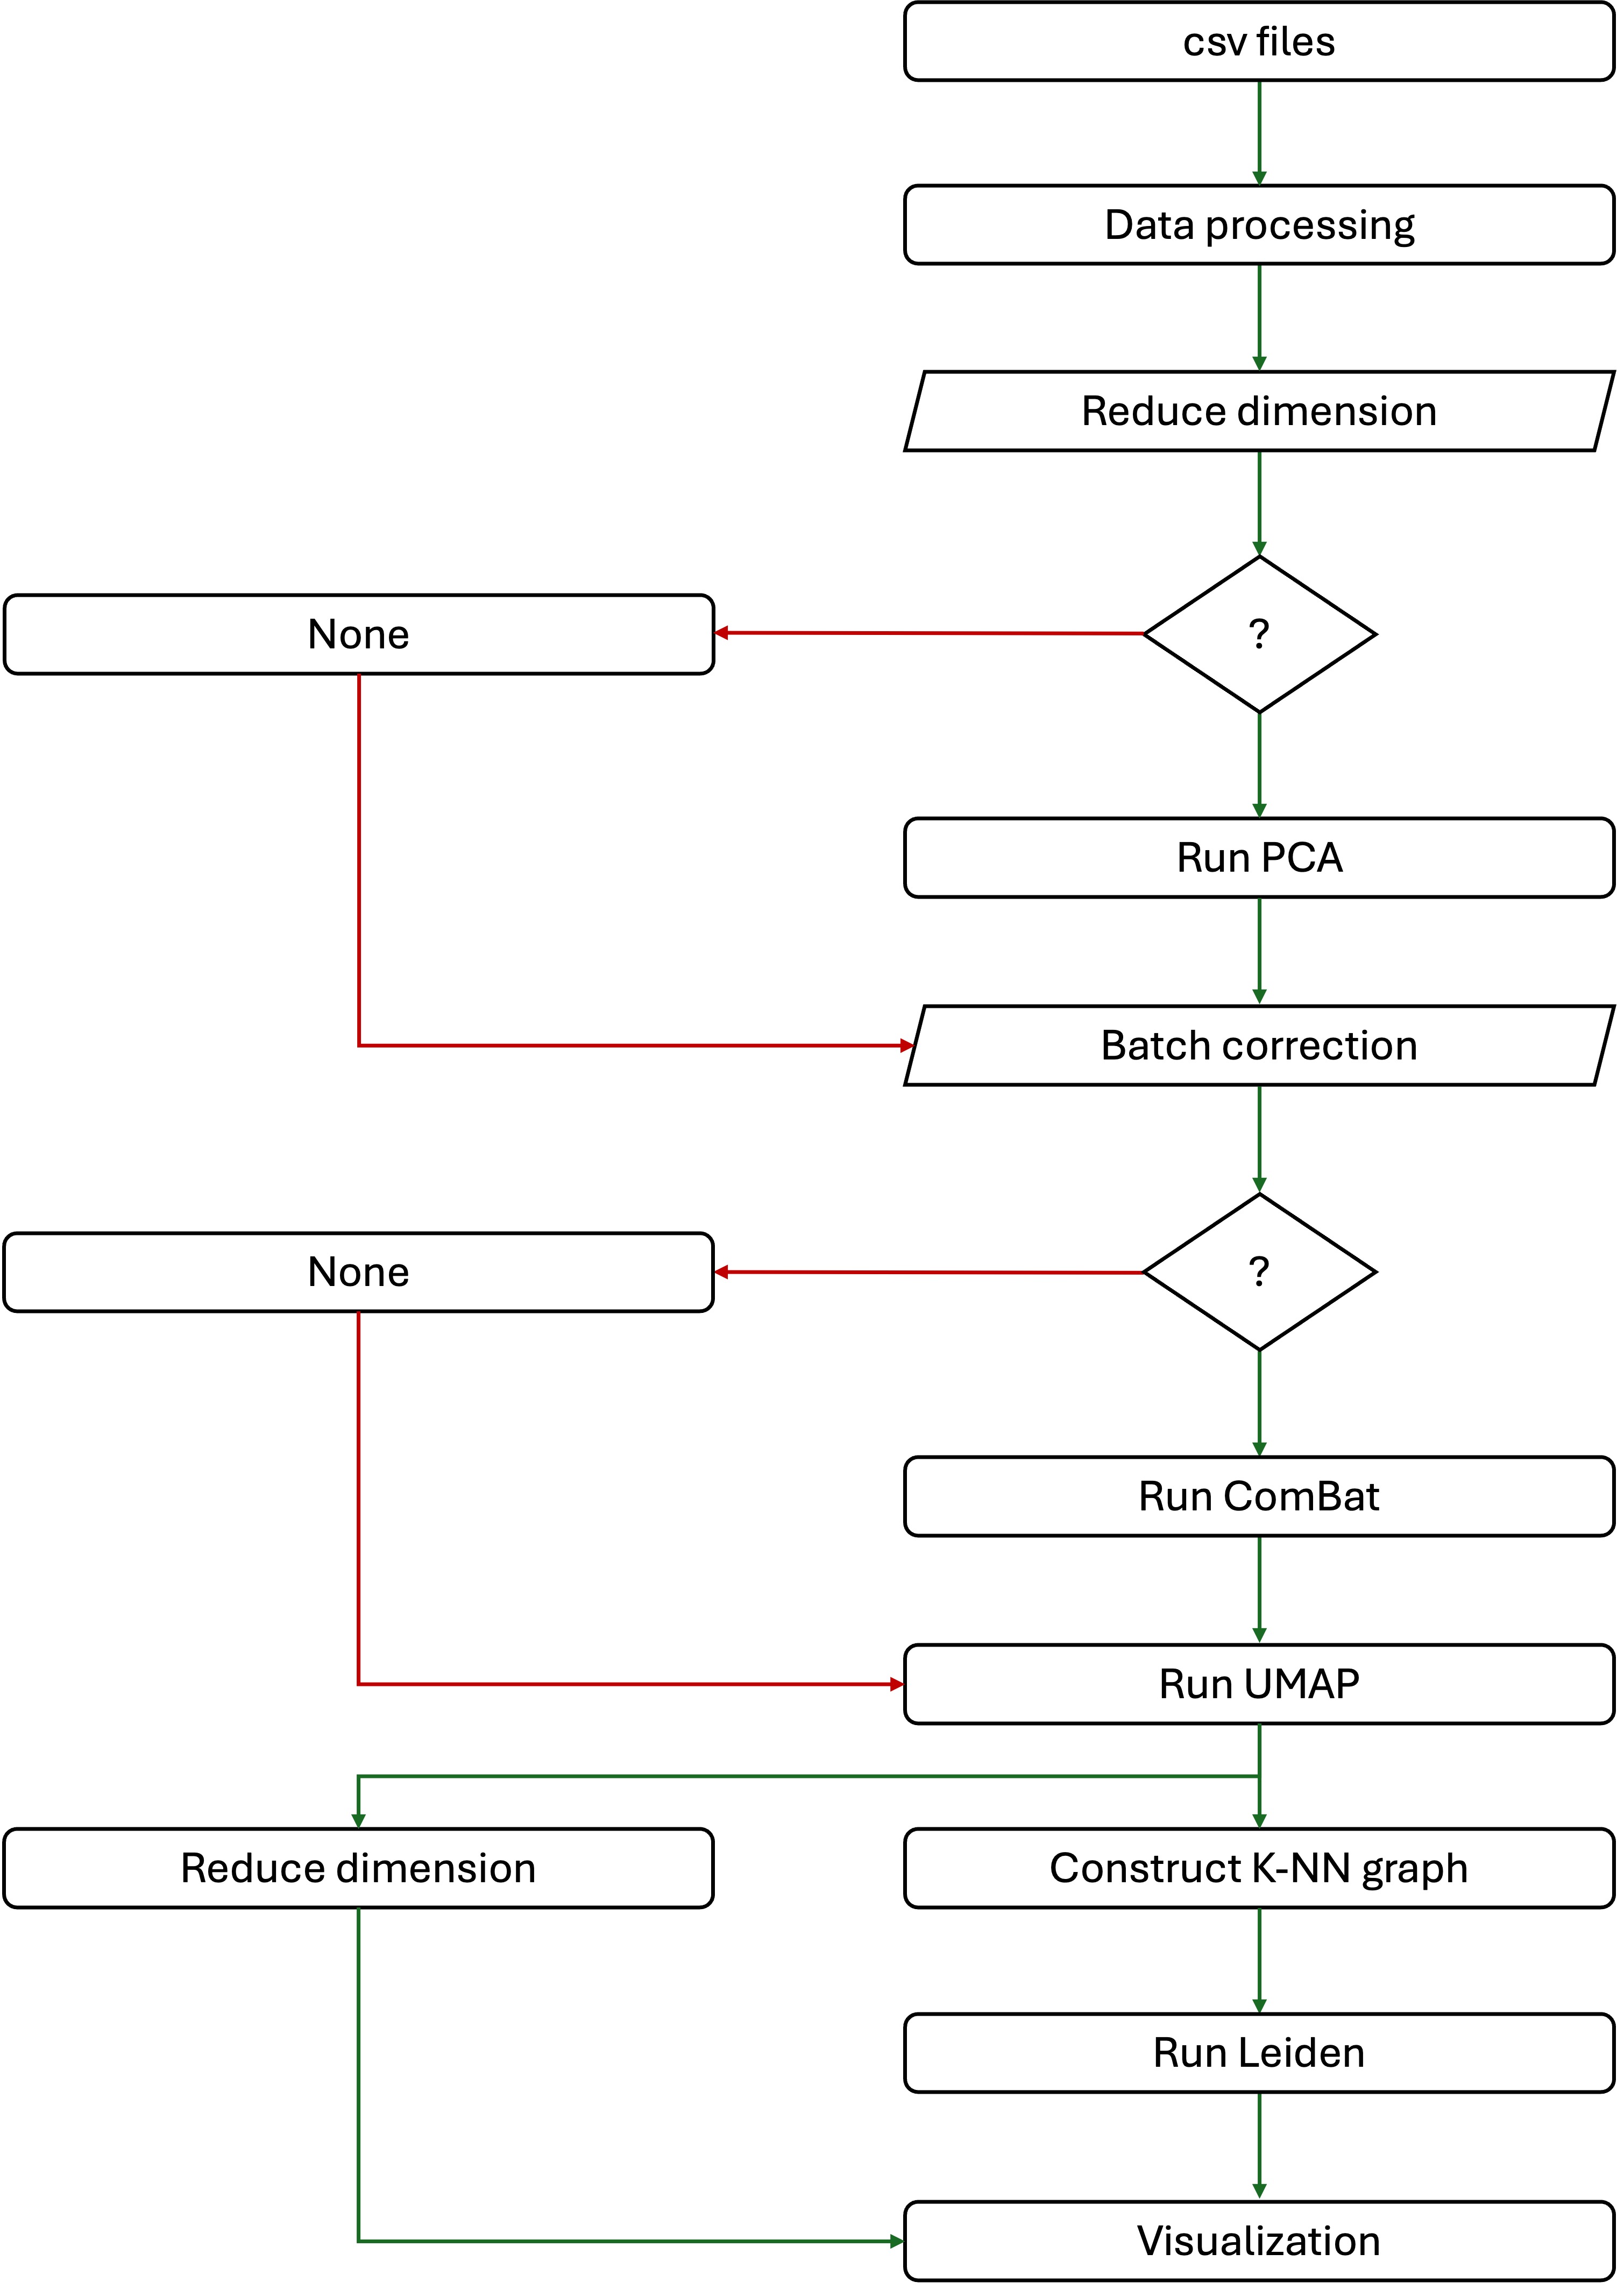 csv files
Data processing
Reduce dimension
?
None
Run PCA
Batch correction
?
None
Run ComBat
Run UMAP
Reduce dimension
Construct K-NN graph
Run Leiden
Visualization